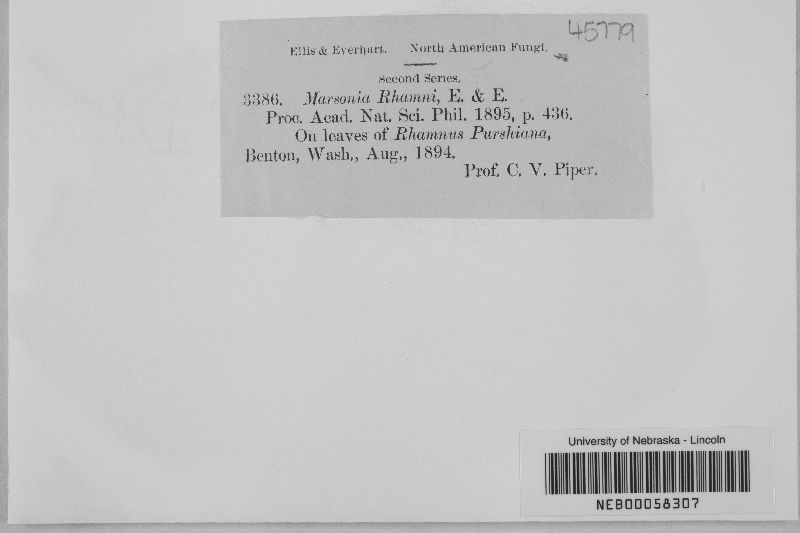 45779
Ellis & Everhart. North American Fungi.
Second Series.
3386. Marsonia Rhamni, E. & E.
Proc. Acad. Nat. Sci. Phil. 1895, p. 436.
On leaves of Rhamnus Purshiana,
Benton, Wash., Aug., 1894.
Prof. C. V. Piper.
University of Nebraska - Lincoln
NEB00058307